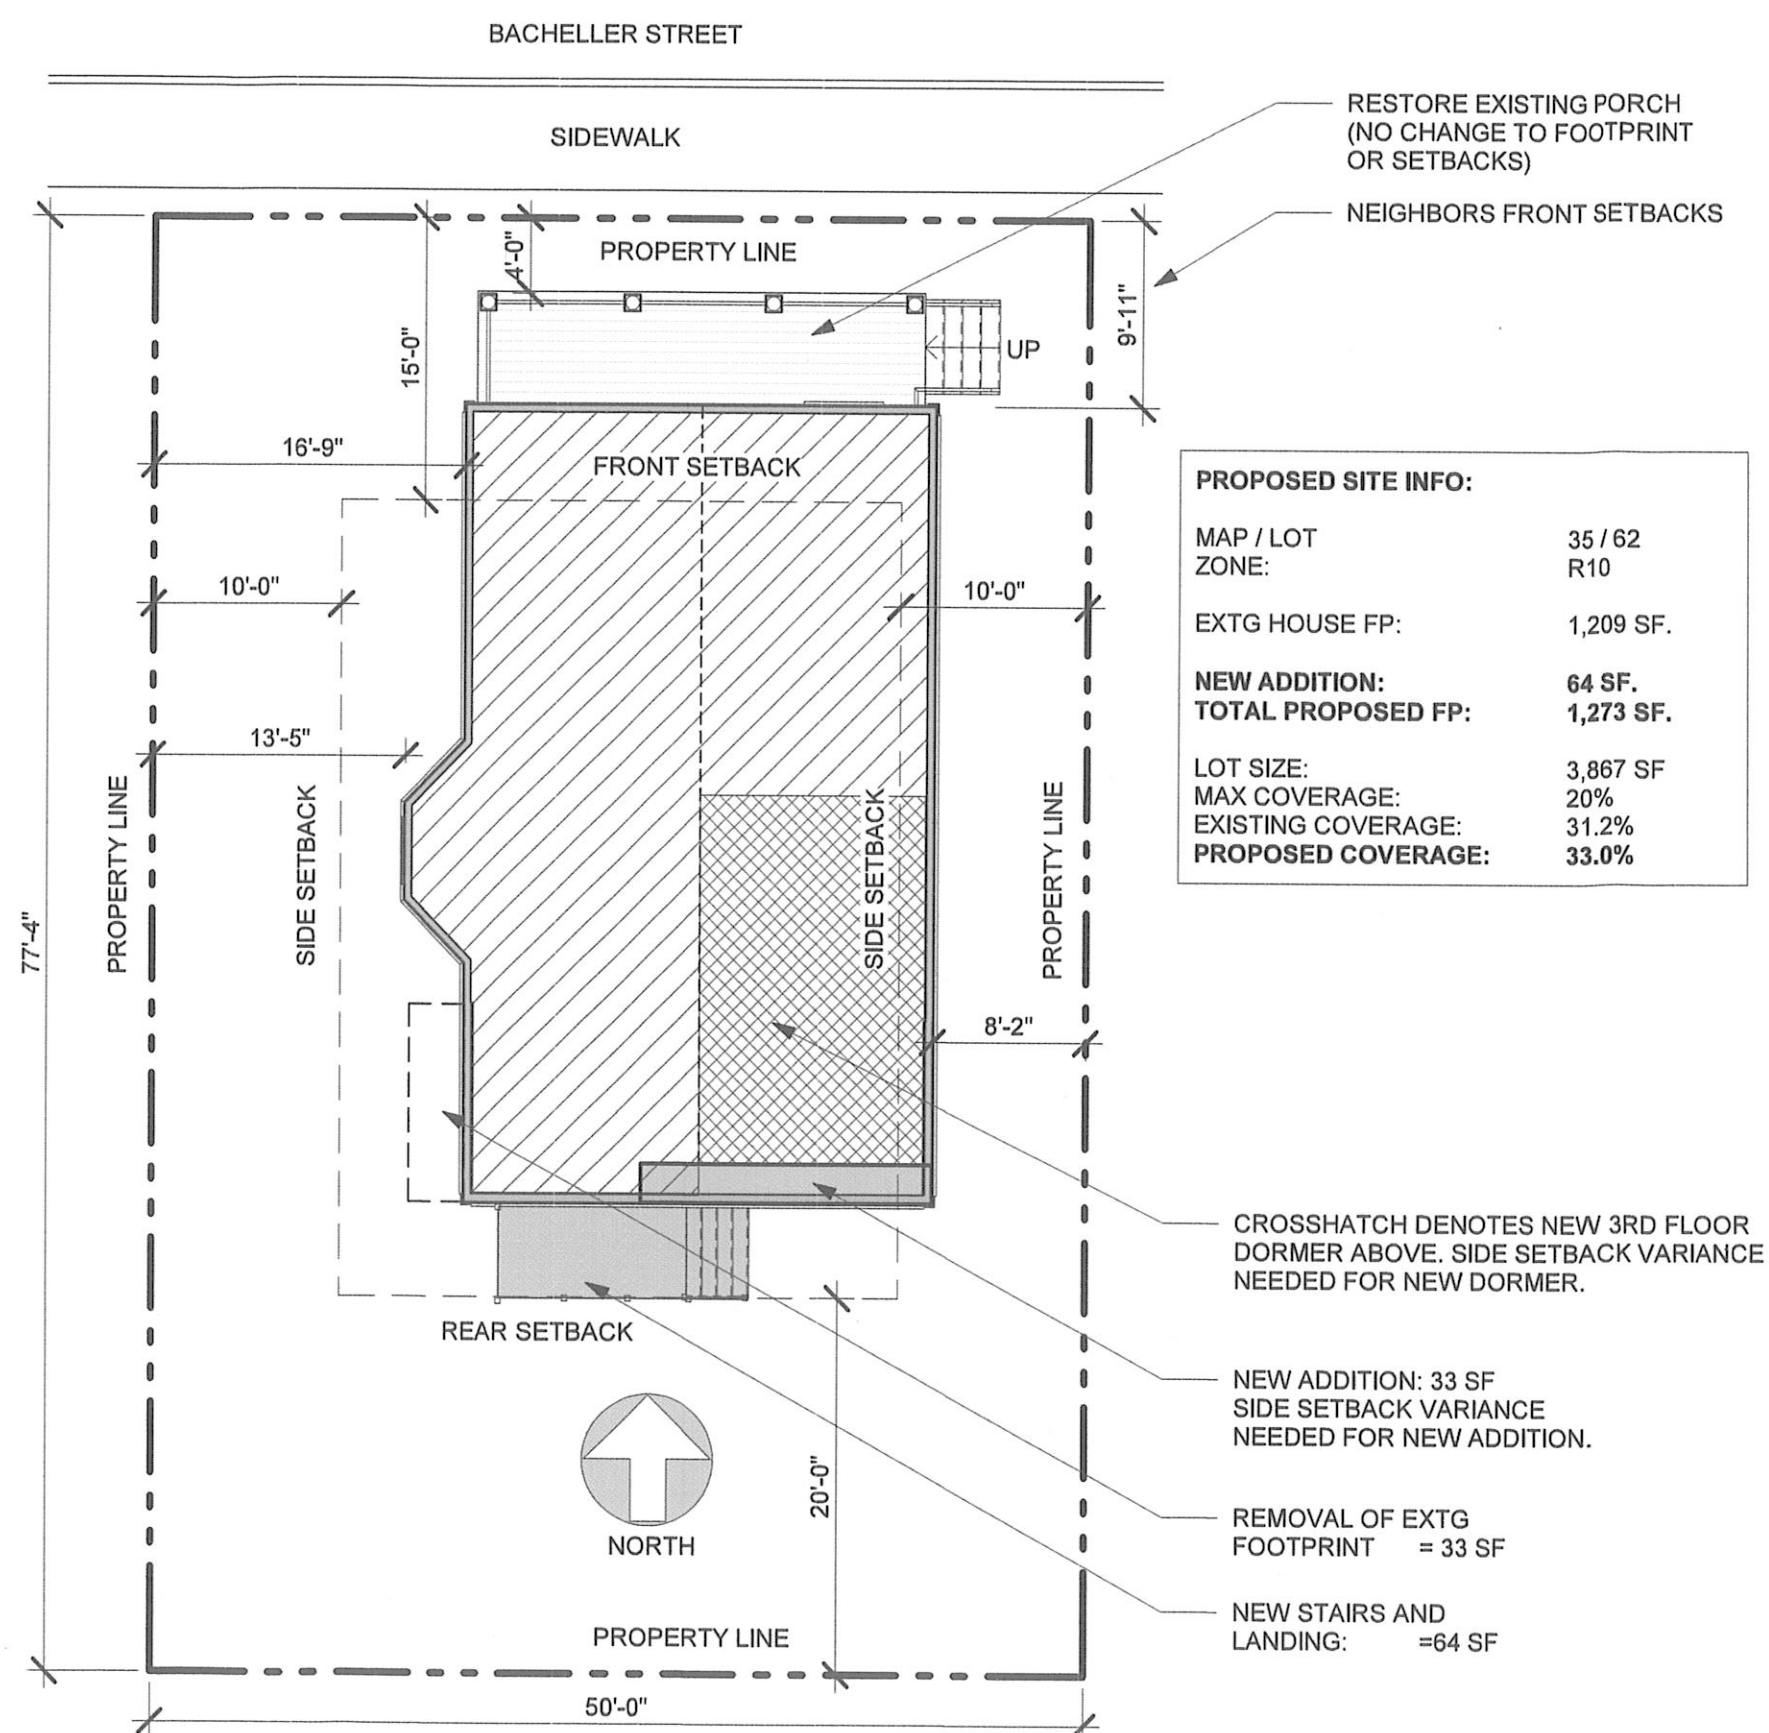 BACHELLER STREET
SIDEWALK
RESTORE EXISTING PORCH
(NO CHANGE TO FOOTPRINT
OR SETBACKS)
NEIGHBORS FRONT SETBACKS
PROPERTY LINE
4'-0"
15'-0"
9'-11"
UP
16'-9"
FRONT SETBACK
10'-0"
10'-0"
13'-5"
PROPERTY LINE
SIDE SETBACK
SIDE SETBACK
PROPERTY LINE
77'-4"
8'-2"
PROPOSED SITE INFO:
MAP / LOT 35 / 62
ZONE: R10
EXTG HOUSE FP: 1,209 SF.
NEW ADDITION: 64 SF.
TOTAL PROPOSED FP: 1,273 SF.
LOT SIZE: 3,867 SF
MAX COVERAGE: 20%
EXISTING COVERAGE: 31.2%
PROPOSED COVERAGE: 33.0%
CROSSHATCH DENOTES NEW 3RD FLOOR
DORMER ABOVE. SIDE SETBACK VARIANCE
NEEDED FOR NEW DORMER.
REAR SETBACK
NEW ADDITION: 33 SF
SIDE SETBACK VARIANCE
NEEDED FOR NEW ADDITION.
20'-0"
NORTH
REMOVAL OF EXTG
FOOTPRINT = 33 SF
NEW STAIRS AND
LANDING: =64 SF
PROPERTY LINE
50'-0"